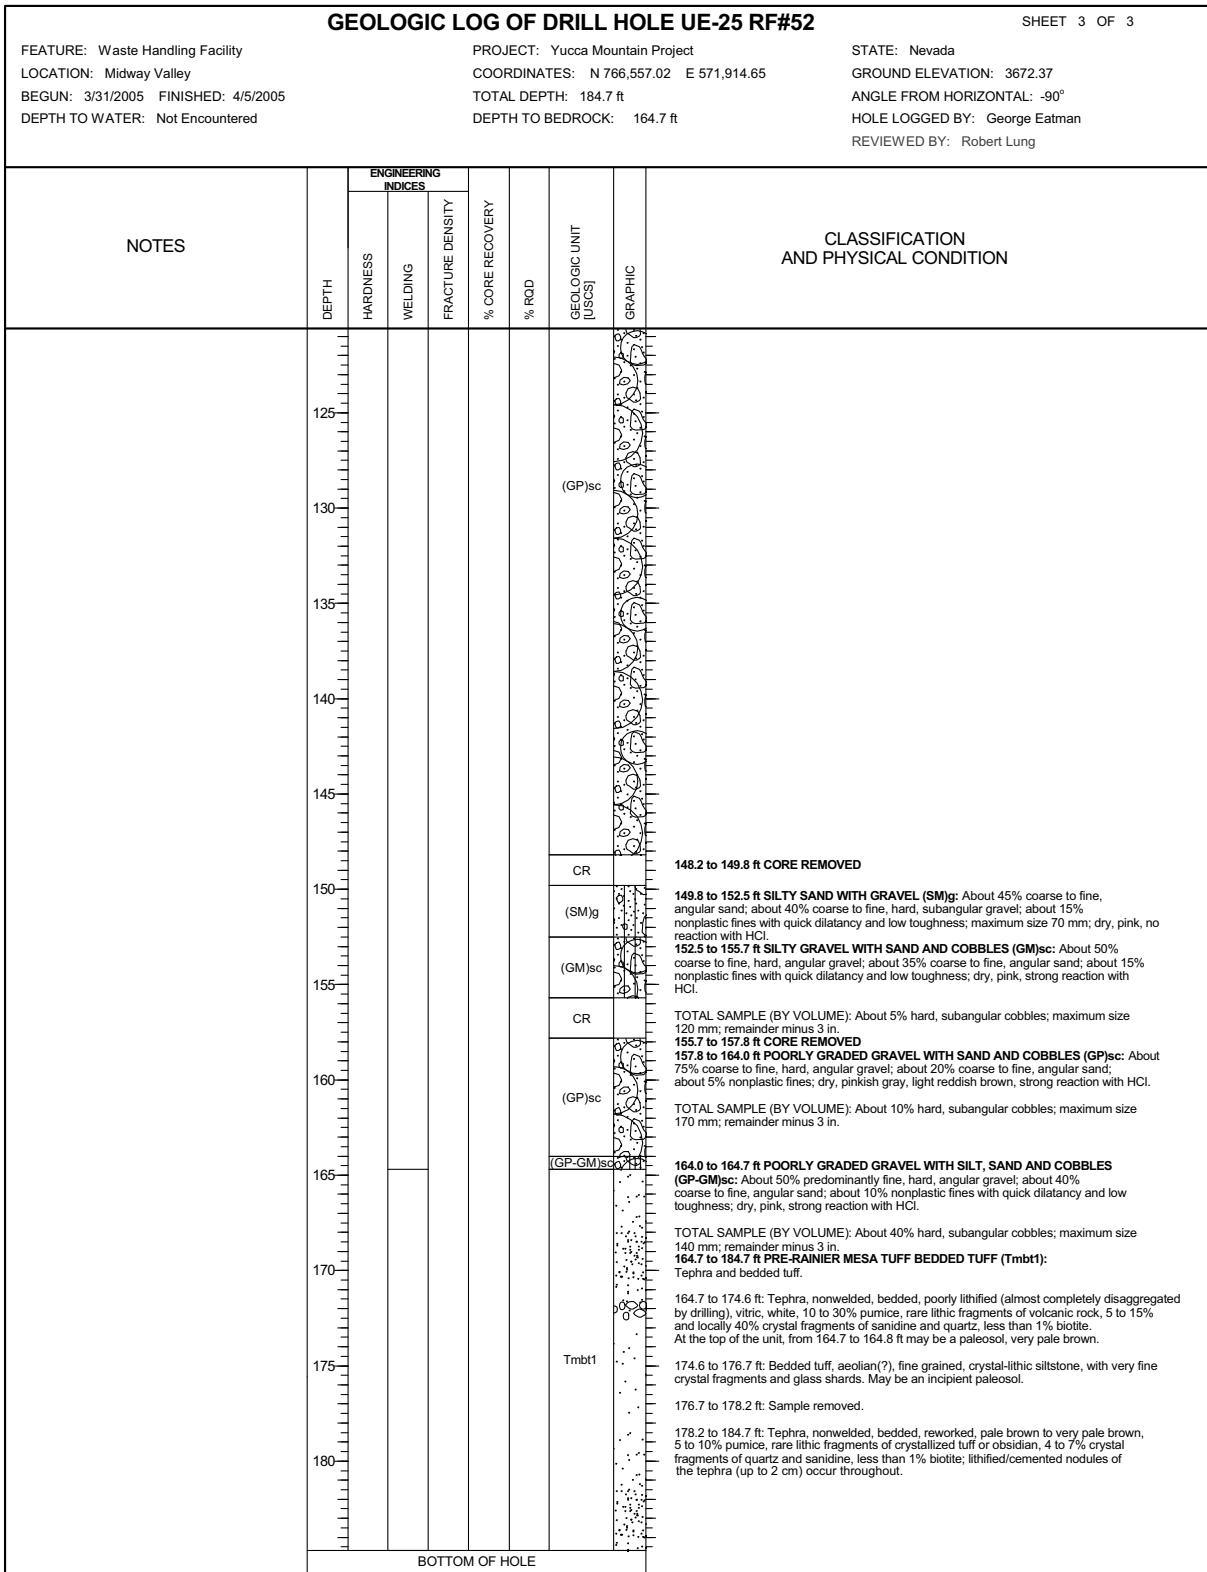 GEOLOGIC LOG OF DRILL HOLE UE-25 RF#52
SHEET 3 OF 3
FEATURE: Waste Handling Facility
LOCATION: Midway Valley
BEGUN: 3/31/2005 FINISHED: 4/5/2005
DEPTH TO WATER: Not Encountered
PROJECT: Yucca Mountain Project
COORDINATES: N 766,557.02 E 571,914.65
TOTAL DEPTH: 184.7 ft
DEPTH TO BEDROCK: 164.7 ft
STATE: Nevada
GROUND ELEVATION: 3672.37
ANGLE FROM HORIZONTAL: -90°
HOLE LOGGED BY: George Eatman
REVIEWED BY: Robert Lung
NOTES
DEPTH
ENGINEERING
INDICES
HARDNESS
WELDING
FRACTURE DENSITY
% CORE RECOVERY
% RQD
GEOLOGIC UNIT
[USCS]
GRAPHIC
CLASSIFICATION
AND PHYSICAL CONDITION
125
130
135
140
145
150
155
160
165
170
175
180
(GP)sc
CR
(SM)g
(GM)sc
CR
(GP)sc
(GP-GM)sc
Tmbt1
148.2 to 149.8 ft CORE REMOVED
149.8 to 152.5 ft SILTY SAND WITH GRAVEL (SM)g: About 45% coarse to fine,
angular sand; about 40% coarse to fine, hard, subangular gravel; about 15%
nonplastic fines with quick dilatancy and low toughness; maximum size 70 mm; dry, pink, no
reaction with HCl.
152.5 to 155.7 ft SILTY GRAVEL WITH SAND AND COBBLES (GM)sc: About 50%
coarse to fine, hard, angular gravel; about 35% coarse to fine, angular sand; about 15%
nonplastic fines with quick dilatancy and low toughness; dry, pink, strong reaction with
HCl.
TOTAL SAMPLE (BY VOLUME): About 5% hard, subangular cobbles; maximum size
120 mm; remainder minus 3 in.
155.7 to 157.8 ft CORE REMOVED
157.8 to 164.0 ft POORLY GRADED GRAVEL WITH SAND AND COBBLES (GP)sc: About
75% coarse to fine, hard, angular gravel; about 20% coarse to fine, angular sand;
about 5% nonplastic fines; dry, pinkish gray, light reddish brown, strong reaction with HCl.
TOTAL SAMPLE (BY VOLUME): About 10% hard, subangular cobbles; maximum size
170 mm; remainder minus 3 in.
164.0 to 164.7 ft POORLY GRADED GRAVEL WITH SILT, SAND AND COBBLES
(GP-GM)sc: About 50% predominantly fine, hard, angular gravel; about 40%
coarse to fine, angular sand; about 10% nonplastic fines with quick dilatancy and low
toughness; dry, pink, strong reaction with HCl.
TOTAL SAMPLE (BY VOLUME): About 40% hard, subangular cobbles; maximum size
140 mm; remainder minus 3 in.
164.7 to 184.7 ft PRE-RAINIER MESA TUFF BEDDED TUFF (Tmbt1):
Tephra and bedded tuff.
164.7 to 174.6 ft: Tephra, nonwelded, bedded, poorly lithified (almost completely disaggregated
by drilling), vitric, white, 10 to 30% pumice, rare lithic fragments of volcanic rock, 5 to 15%
and locally 40% crystal fragments of sanidine and quartz, less than 1% biotite.
At the top of the unit, from 164.7 to 164.8 ft may be a paleosol, very pale brown.
174.6 to 176.7 ft: Bedded tuff, aeolian(?), fine grained, crystal-lithic siltstone, with very fine
crystal fragments and glass shards. May be an incipient paleosol.
176.7 to 178.2 ft: Sample removed.
178.2 to 184.7 ft: Tephra, nonwelded, bedded, reworked, pale brown to very pale brown,
5 to 10% pumice, rare lithic fragments of crystallized tuff or obsidian, 4 to 7% crystal
fragments of quartz and sanidine, less than 1% biotite; lithified/cemented nodules of
the tephra (up to 2 cm) occur throughout.
BOTTOM OF HOLE